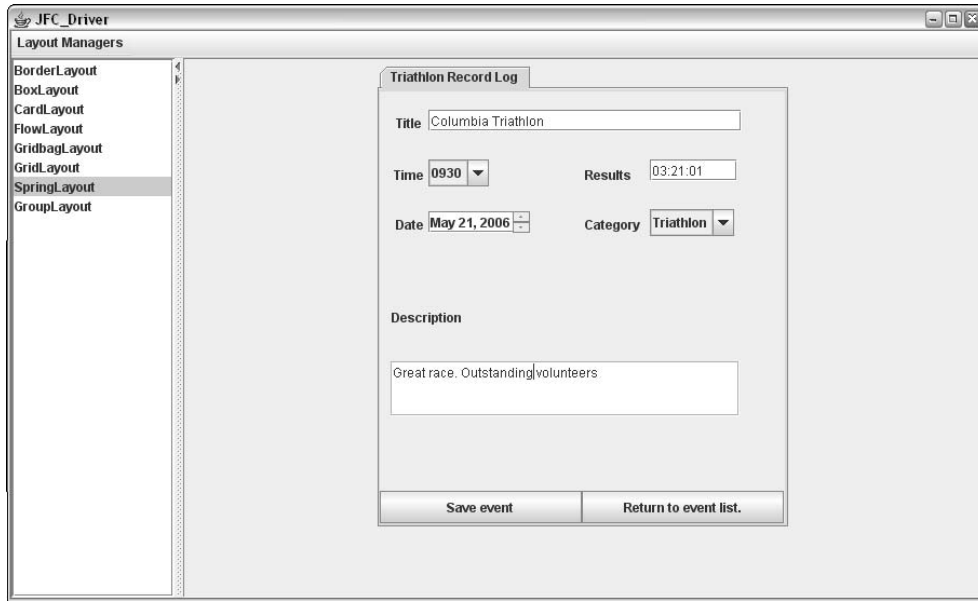 JFC_Driver
Layout Managers
BorderLayout
BoxLayout
CardLayout
FlowLayout
GridbagLayout
GridLayout
SpringLayout
GroupLayout
Triathlon Record Log
Title Columbia Triathlon
Time 0930 Results 03:21:01
Date May 21, 2006 Category Triathlon
Description
Great race. Outstanding volunteers
Save event Return to event list.